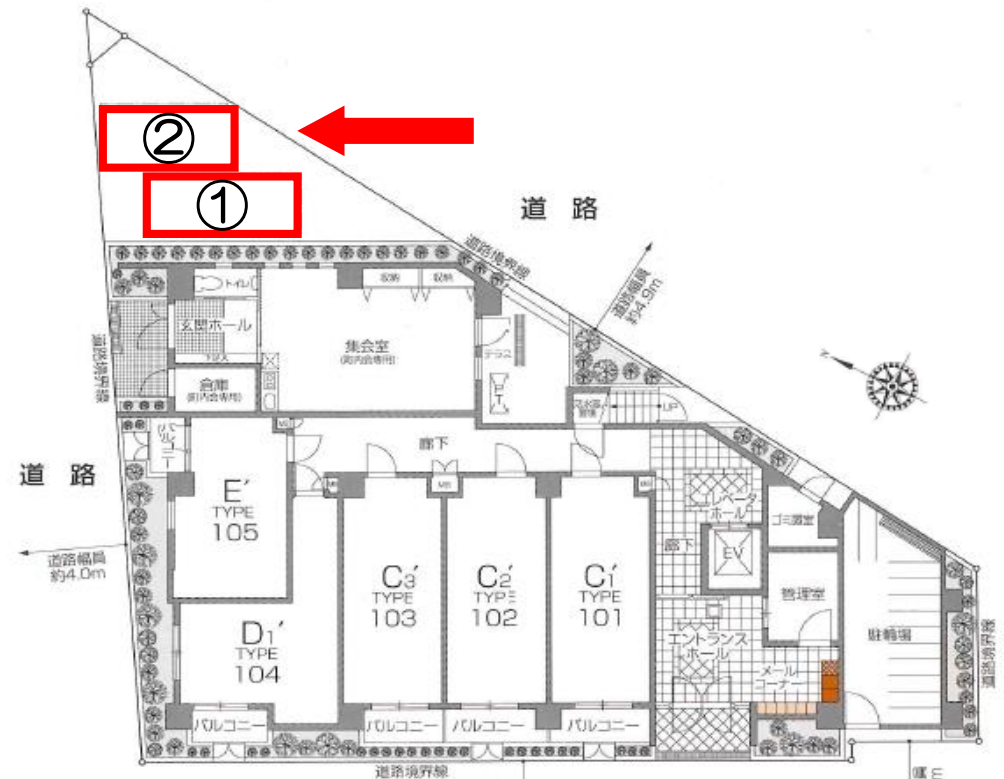 ②
①
道 路
道路境界線
道路幅員
約4.9m
トイレ
収納
収納
玄関ホール
下足入
集会室
(町内会専用)
テラス
倉庫
(町内会専用)
道路境界線
UP
バルコニー
廊下
MB
道 路
道路幅員
約4.0m
E′
TYPE
105
D1′
TYPE
104
C3′
TYPE
103
C2′
TYPE
102
C1′
TYPE
101
エレベーター
ホール
廊下
EV
ゴミ置室
管理室
エントランス
ホール
メール
コーナー
駐輪場
道路境界線
バルコニー
バルコニー
バルコニー
バルコニー
道路境界線